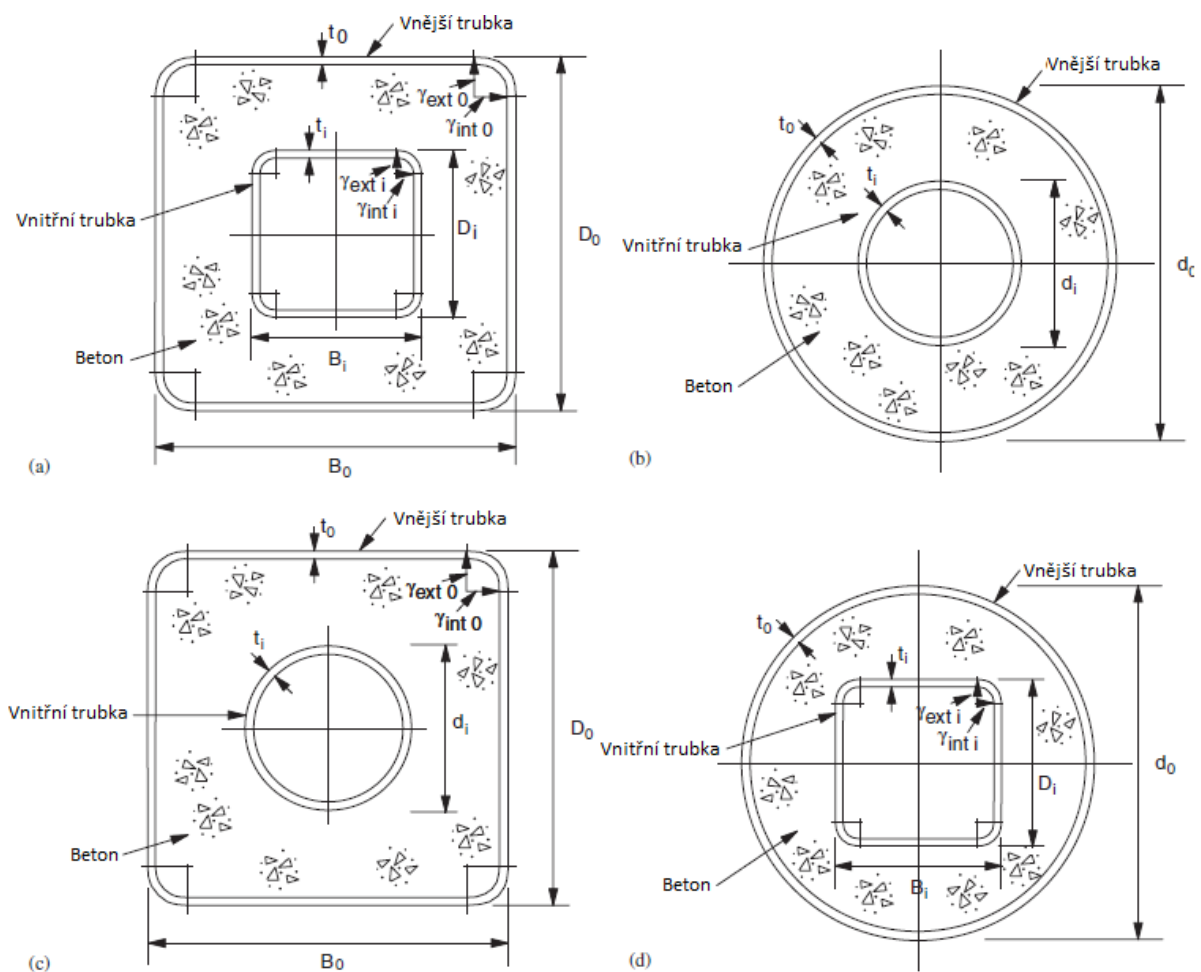 t0
Vnější trubka
γext 0
γint 0
ti
γext i
γint i
Vnitřní trubka
Di
D0
Beton
Bi
(a)
B0
Vnější trubka
t0
ti
Vnitřní trubka
di
d0
Beton
(b)
t0
Vnější trubka
γext 0
γint 0
ti
Vnitřní trubka
di
D0
Beton
(c)
B0
Vnější trubka
t0
ti
γext i
γint i
Vnitřní trubka
Di
d0
Beton
Bi
(d)